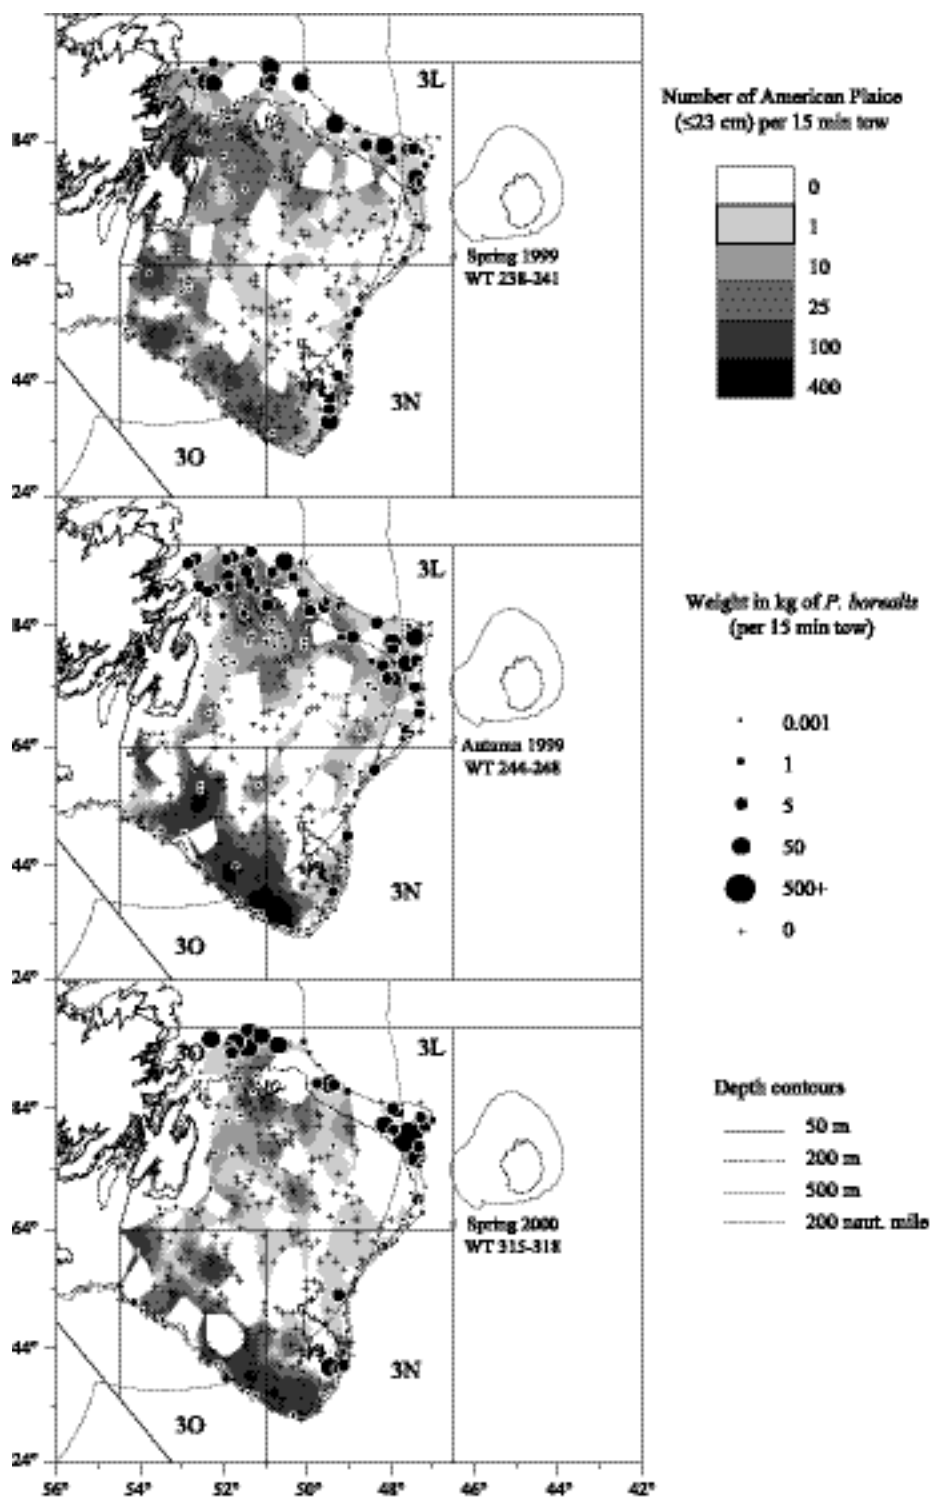 Number of American Plaice
(≤23 cm) per 15 min tow
0
1
10
25
100
400
3L
84°
64°
Spring 1999
WT 238-241
44°
3N
3O
24°
Weight in kg of P. borealis
(per 15 min tow)
0.001
1
5
50
500+
0
3L
84°
64°
Autumn 1999
WT 244-248
44°
3N
3O
24°
Depth contours
50 m
200 m
500 m
200 naut. mile
3L
84°
64°
Spring 2000
WT 315-318
44°
3N
3O
24°
56° 54° 52° 50° 48° 46° 44° 42°